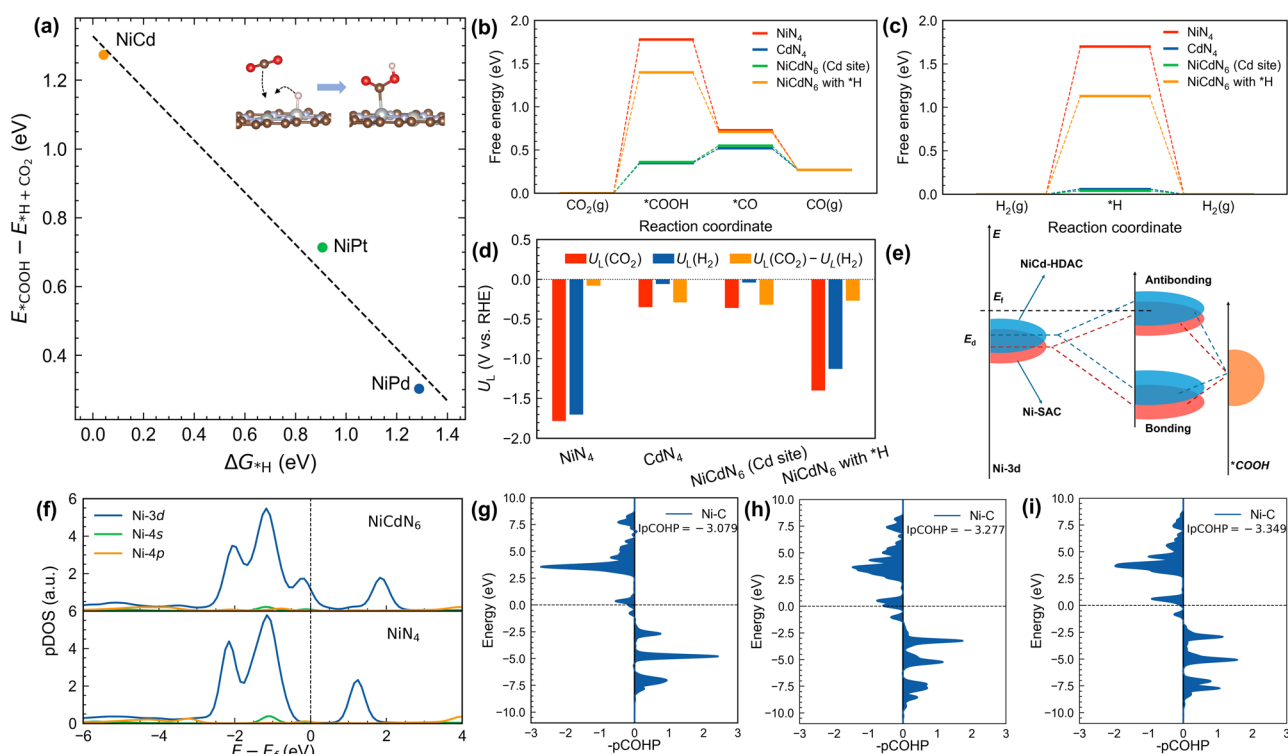 (a)
NiCd
NiPt
NiPd
E*COOH − E*H + CO2 (eV)
1.2
1.0
0.8
0.6
0.4
0.0 0.2 0.4 0.6 0.8 1.0 1.2 1.4
ΔG*H (eV)
(b)
Free energy (eV)
2.0
1.5
1.0
0.5
0.0
NiN4
CdN4
NiCdN6 (Cd site)
NiCdN6 with *H
CO2(g) *COOH *CO CO(g)
Reaction coordinate
(c)
Free energy (eV)
2.0
1.5
1.0
0.5
0.0
NiN4
CdN4
NiCdN6 (Cd site)
NiCdN6 with *H
H2(g) *H H2(g)
Reaction coordinate
(d)
UL (V vs. RHE)
0.5
0.0
−0.5
−1.0
−1.5
−2.0
UL(CO2) UL(H2) UL(CO2) − UL(H2)
NiN4 CdN4 NiCdN6 (Cd site) NiCdN6 with *H
(e)
E
NiCd-HDAC
Antibonding
Ef
Ed
Ni-SAC
Bonding
Ni-3d
*COOH
(f)
pDOS (a.u.)
Ni-3d
Ni-4s
Ni-4p
NiCdN6
6
4
2
6
NiN4
4
2
0
−6 −4 −2 0 2 4
E − Ef (eV)
(g)
Energy (eV)
10.0
7.5
5.0
2.5
0.0
−2.5
−5.0
−7.5
−10.0
Ni-C
IpCOHP = −3.079
−3 −2 −1 0 1 2 3
-pCOHP
(h)
Energy (eV)
10.0
7.5
5.0
2.5
0.0
−2.5
−5.0
−7.5
−10.0
Ni-C
IpCOHP = −3.277
−3 −2 −1 0 1 2 3
-pCOHP
(i)
Energy (eV)
10.0
7.5
5.0
2.5
0.0
−2.5
−5.0
−7.5
−10.0
Ni-C
IpCOHP = −3.349
−3 −2 −1 0 1 2 3
-pCOHP